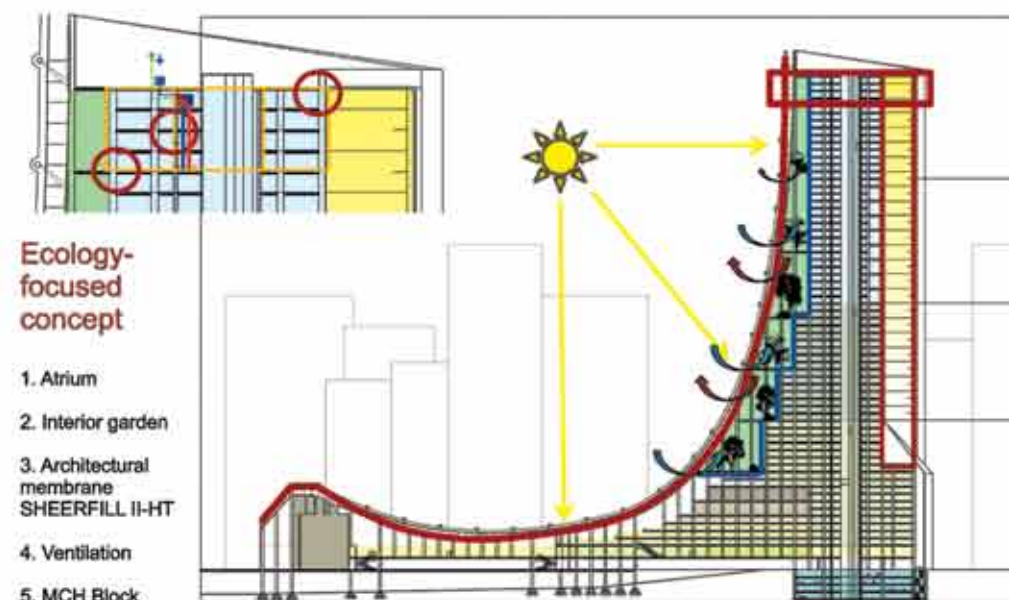 Ecology-
focused
concept
1. Atrium
2. Interior garden
3. Architectural
membrane
SHEERFILL II-HT
4. Ventilation
5. MCH Block